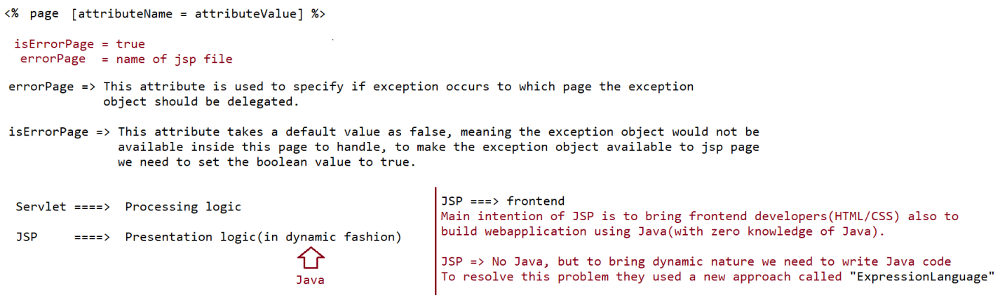 <% page [attributeName = attributeValue] %>
isErrorPage = true
errorPage = name of jsp file
errorPage => This attribute is used to specify if exception occurs to which page the exception
object should be delegated.
isErrorPage => This attribute takes a default value as false, meaning the exception object would not be
available inside this page to handle, to make the exception object available to jsp page
we need to set the boolean value to true.
Servlet ====> Processing logic
JSP ====> Presentation logic(in dynamic fashion)
Java
JSP ===> frontend
Main intention of JSP is to bring frontend developers(HTML/CSS) also to
build webapplication using Java(with zero knowledge of Java).
JSP => No Java, but to bring dynamic nature we need to write Java code
To resolve this problem they used a new approach called "ExpressionLanguage"